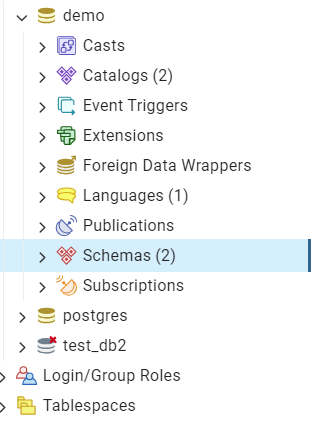 demo
Casts
Catalogs (2)
Event Triggers
Extensions
Foreign Data Wrappers
Languages (1)
Publications
Schemas (2)
Subscriptions
postgres
test_db2
Login/Group Roles
Tablespaces